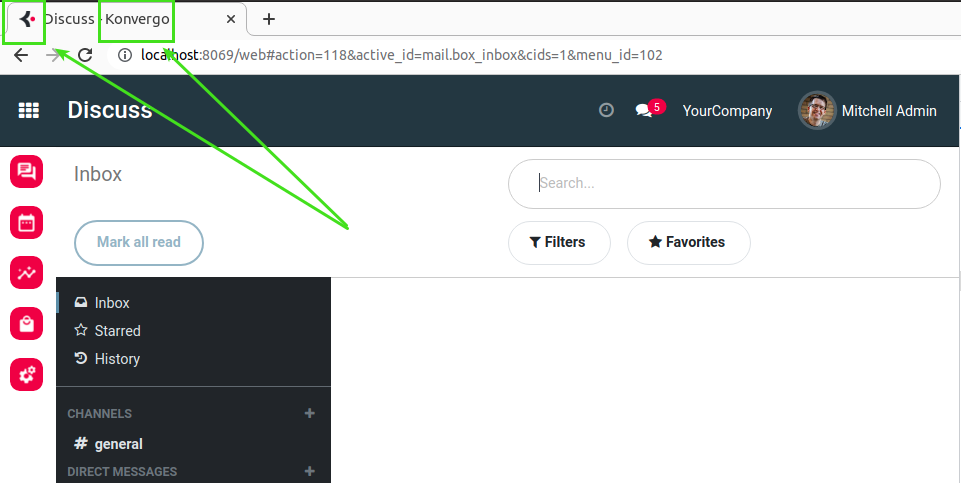 Discuss - Konvergo
localhost:8069/web#action=118&active_id=mail.box_inbox&cids=1&menu_id=102
Discuss 5 YourCompany Mitchell Admin
Inbox Search...
Mark all read Filters Favorites
Inbox
Starred
History
CHANNELS +
# general
DIRECT MESSAGES +